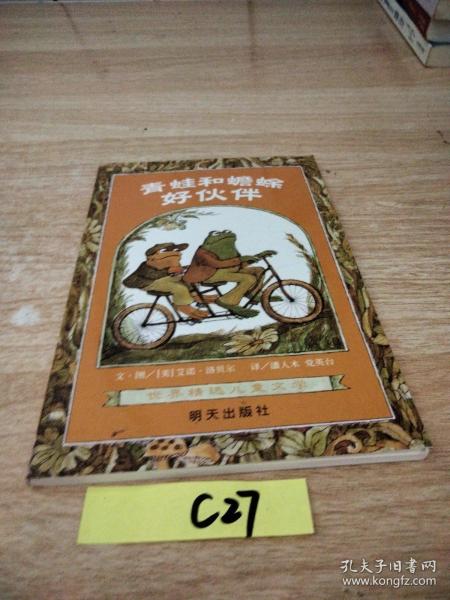 青蛙和蟾蜍
好伙伴
文·图/[美]艾诺·洛贝尔 译/潘人木 党英台
世界精选儿童文学
明天出版社
C27
孔夫子旧书网
www.kongfz.com